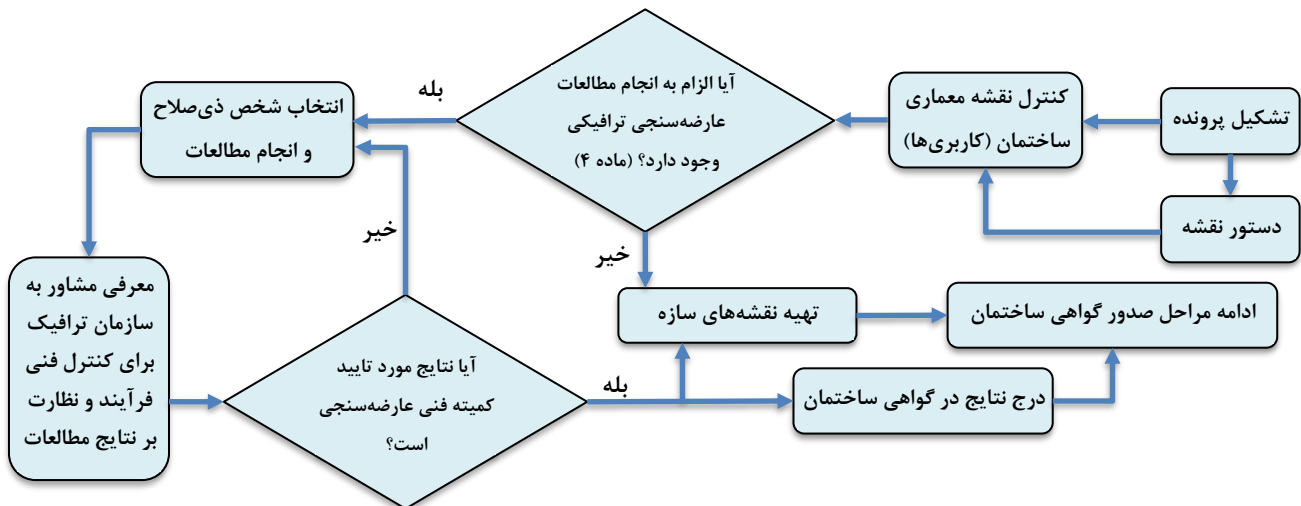 تشکیل پرونده
دستور نقشه
کنترل نقشه معماری
ساختمان (کاربری‌ها)
آیا الزام به انجام مطالعات
عارضه‌سنجی ترافیکی
وجود دارد؟ (ماده ۴)
بله
خیر
انتخاب شخص ذی‌صلاح
و انجام مطالعات
معرفی مشاور به
سازمان ترافیک
برای کنترل فنی
فرآیند و نظارت
بر نتایج مطالعات
آیا نتایج مورد تایید
کمیته فنی عارضه‌سنجی
است؟
خیر
بله
تهیه نقشه‌های سازه
درج نتایج در گواهی ساختمان
ادامه مراحل صدور گواهی ساختمان